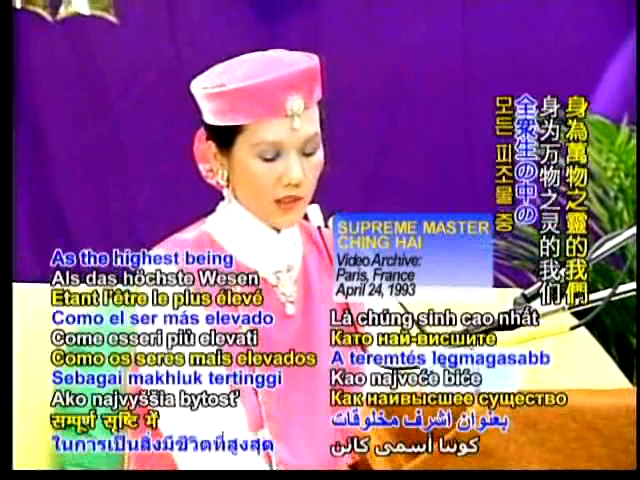 SUPREME MASTER
CHING HAI
Video Archive:
Paris, France
April 24, 1993
身為萬物之靈的我們
身为万物之灵的我们
全衆生の中の
모든 피조물 중
As the highest being
Als das höchste Wesen
Etant l'être le plus élevé
Como el ser más elevado
Come esseri più elevati
Como os seres mais elevados
Sebagai makhluk tertinggi
Ako najvyššia bytosť
सम्पूर्ण सृष्टि में
ในการเป็นสิ่งมีชีวิตที่สูงสุด
Là chúng sinh cao nhất
Като най-висшите
A teremtés legmagasabb
Kao najveće biće
Как наивысшее существо
بعنوان اشرف مخلوقات
كوننا أسمى كائن